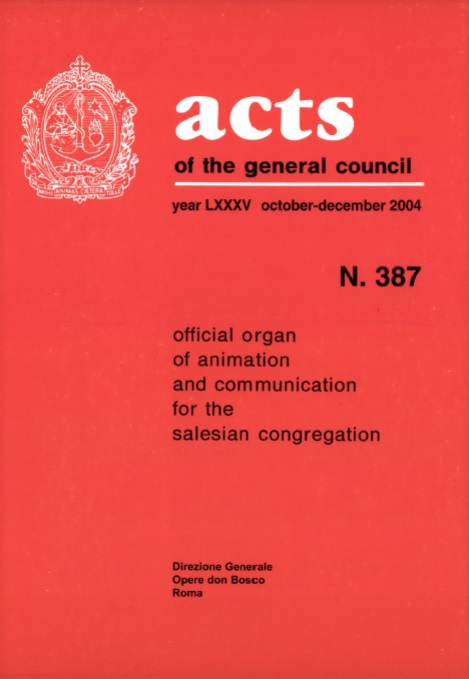 acts
of the general council
year LXXXV october-december 2004
N. 387
official organ
of animation
and communication
for the
salesian congregation
Direzione Generale
Opere don Bosco
Roma